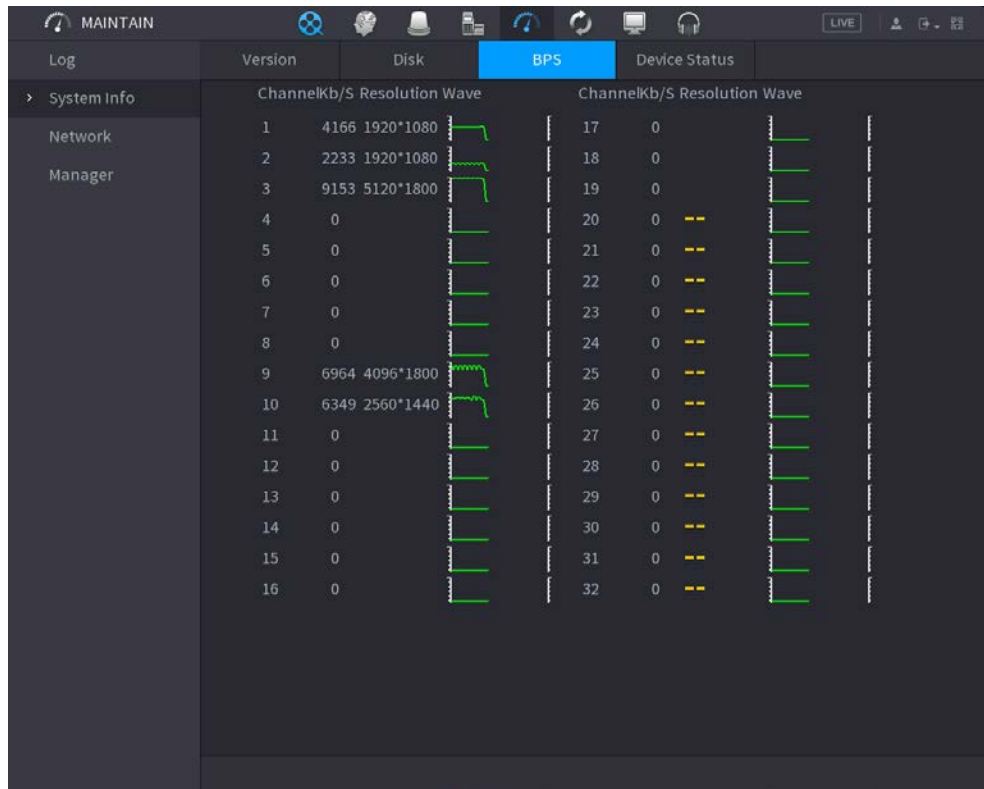 MAINTAIN LIVE
Log
System Info
Network
Manager
Version Disk BPS Device Status
ChannelKb/S Resolution Wave ChannelKb/S Resolution Wave
1 4166 1920*1080 17 0
2 2233 1920*1080 18 0
3 9153 5120*1800 19 0
4 0 20 0 --
5 0 21 0 --
6 0 22 0 --
7 0 23 0 --
8 0 24 0 --
9 6964 4096*1800 25 0 --
10 6349 2560*1440 26 0 --
11 0 27 0 --
12 0 28 0 --
13 0 29 0 --
14 0 30 0 --
15 0 31 0 --
16 0 32 0 --